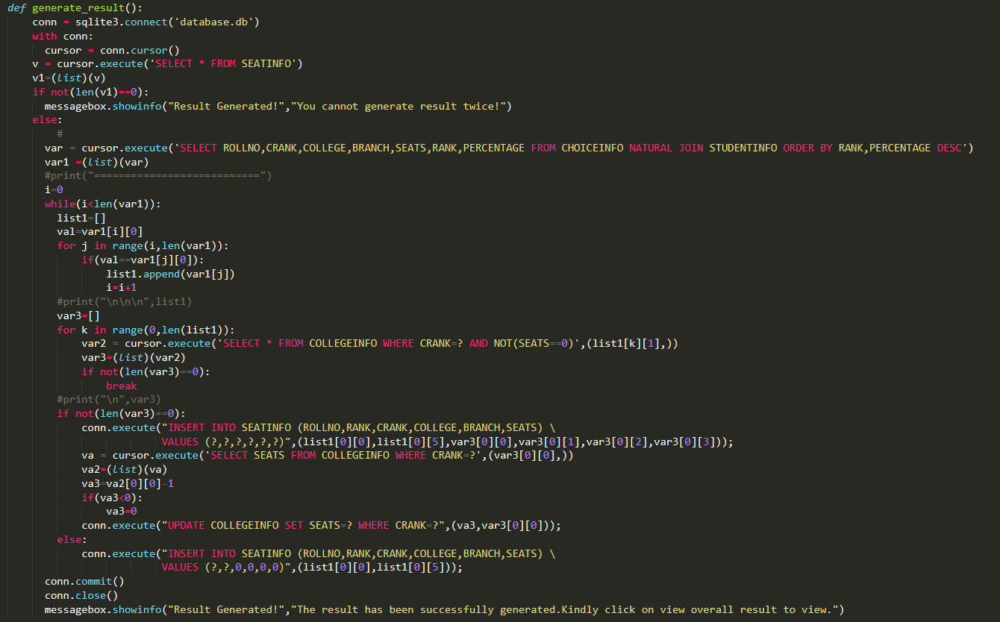 def generate_result():
    conn = sqlite3.connect('database.db')
    with conn:
      cursor = conn.cursor()
    v = cursor.execute('SELECT * FROM SEATINFO')
    v1=(list)(v)
    if not(len(v1)==0):
      messagebox.showinfo("Result Generated!","You cannot generate result twice!")
    else:
        #
      var = cursor.execute('SELECT ROLLNO,CRANK,COLLEGE,BRANCH,SEATS,RANK,PERCENTAGE FROM CHOICEINFO NATURAL JOIN STUDENTINFO ORDER BY RANK,PERCENTAGE DESC')
      var1 =(list)(var)
      #print("===========================")
      i=0
      while(i<len(var1)):
        list1=[]
        val=var1[i][0]
        for j in range(i,len(var1)):
            if(val==var1[j][0]):
                list1.append(var1[j])
                i=i+1
        #print("\n\n\n",list1)
        var3=[]
        for k in range(0,len(list1)):
            var2 = cursor.execute('SELECT * FROM COLLEGEINFO WHERE CRANK=? AND NOT(SEATS==0)',(list1[k][1],))
            var3=(list)(var2)
            if not(len(var3)==0):
                break
        #print("\n",var3)
        if not(len(var3)==0):
            conn.execute("INSERT INTO SEATINFO (ROLLNO,RANK,CRANK,COLLEGE,BRANCH,SEATS) \
                         VALUES (?,?,?,?,?,?)",(list1[0][0],list1[0][5],var3[0][0],var3[0][1],var3[0][2],var3[0][3]));
            va = cursor.execute('SELECT SEATS FROM COLLEGEINFO WHERE CRANK=?',(var3[0][0],))
            va2=(list)(va)
            va3=va2[0][0]-1
            if(va3<0):
                va3=0
            conn.execute("UPDATE COLLEGEINFO SET SEATS=? WHERE CRANK=?",(va3,var3[0][0]));
        else:
            conn.execute("INSERT INTO SEATINFO (ROLLNO,RANK,CRANK,COLLEGE,BRANCH,SEATS) \
                         VALUES (?,?,0,0,0,0)",(list1[0][0],list1[0][5]));
      conn.commit()
      conn.close()
      messagebox.showinfo("Result Generated!","The result has been successfully generated.Kindly click on view overall result to view.")